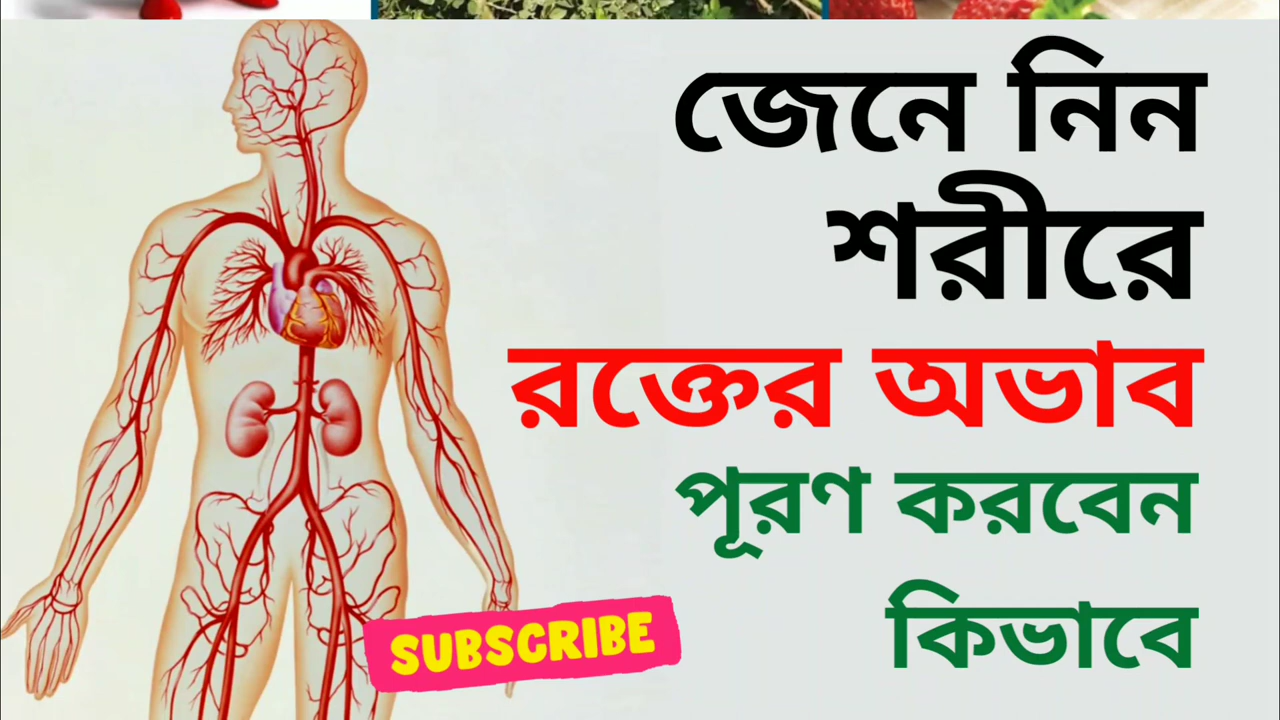 জেনে নিন
শরীরে
রক্তের অভাব
পূরণ করবেন
কিভাবে
SUBSCRIBE